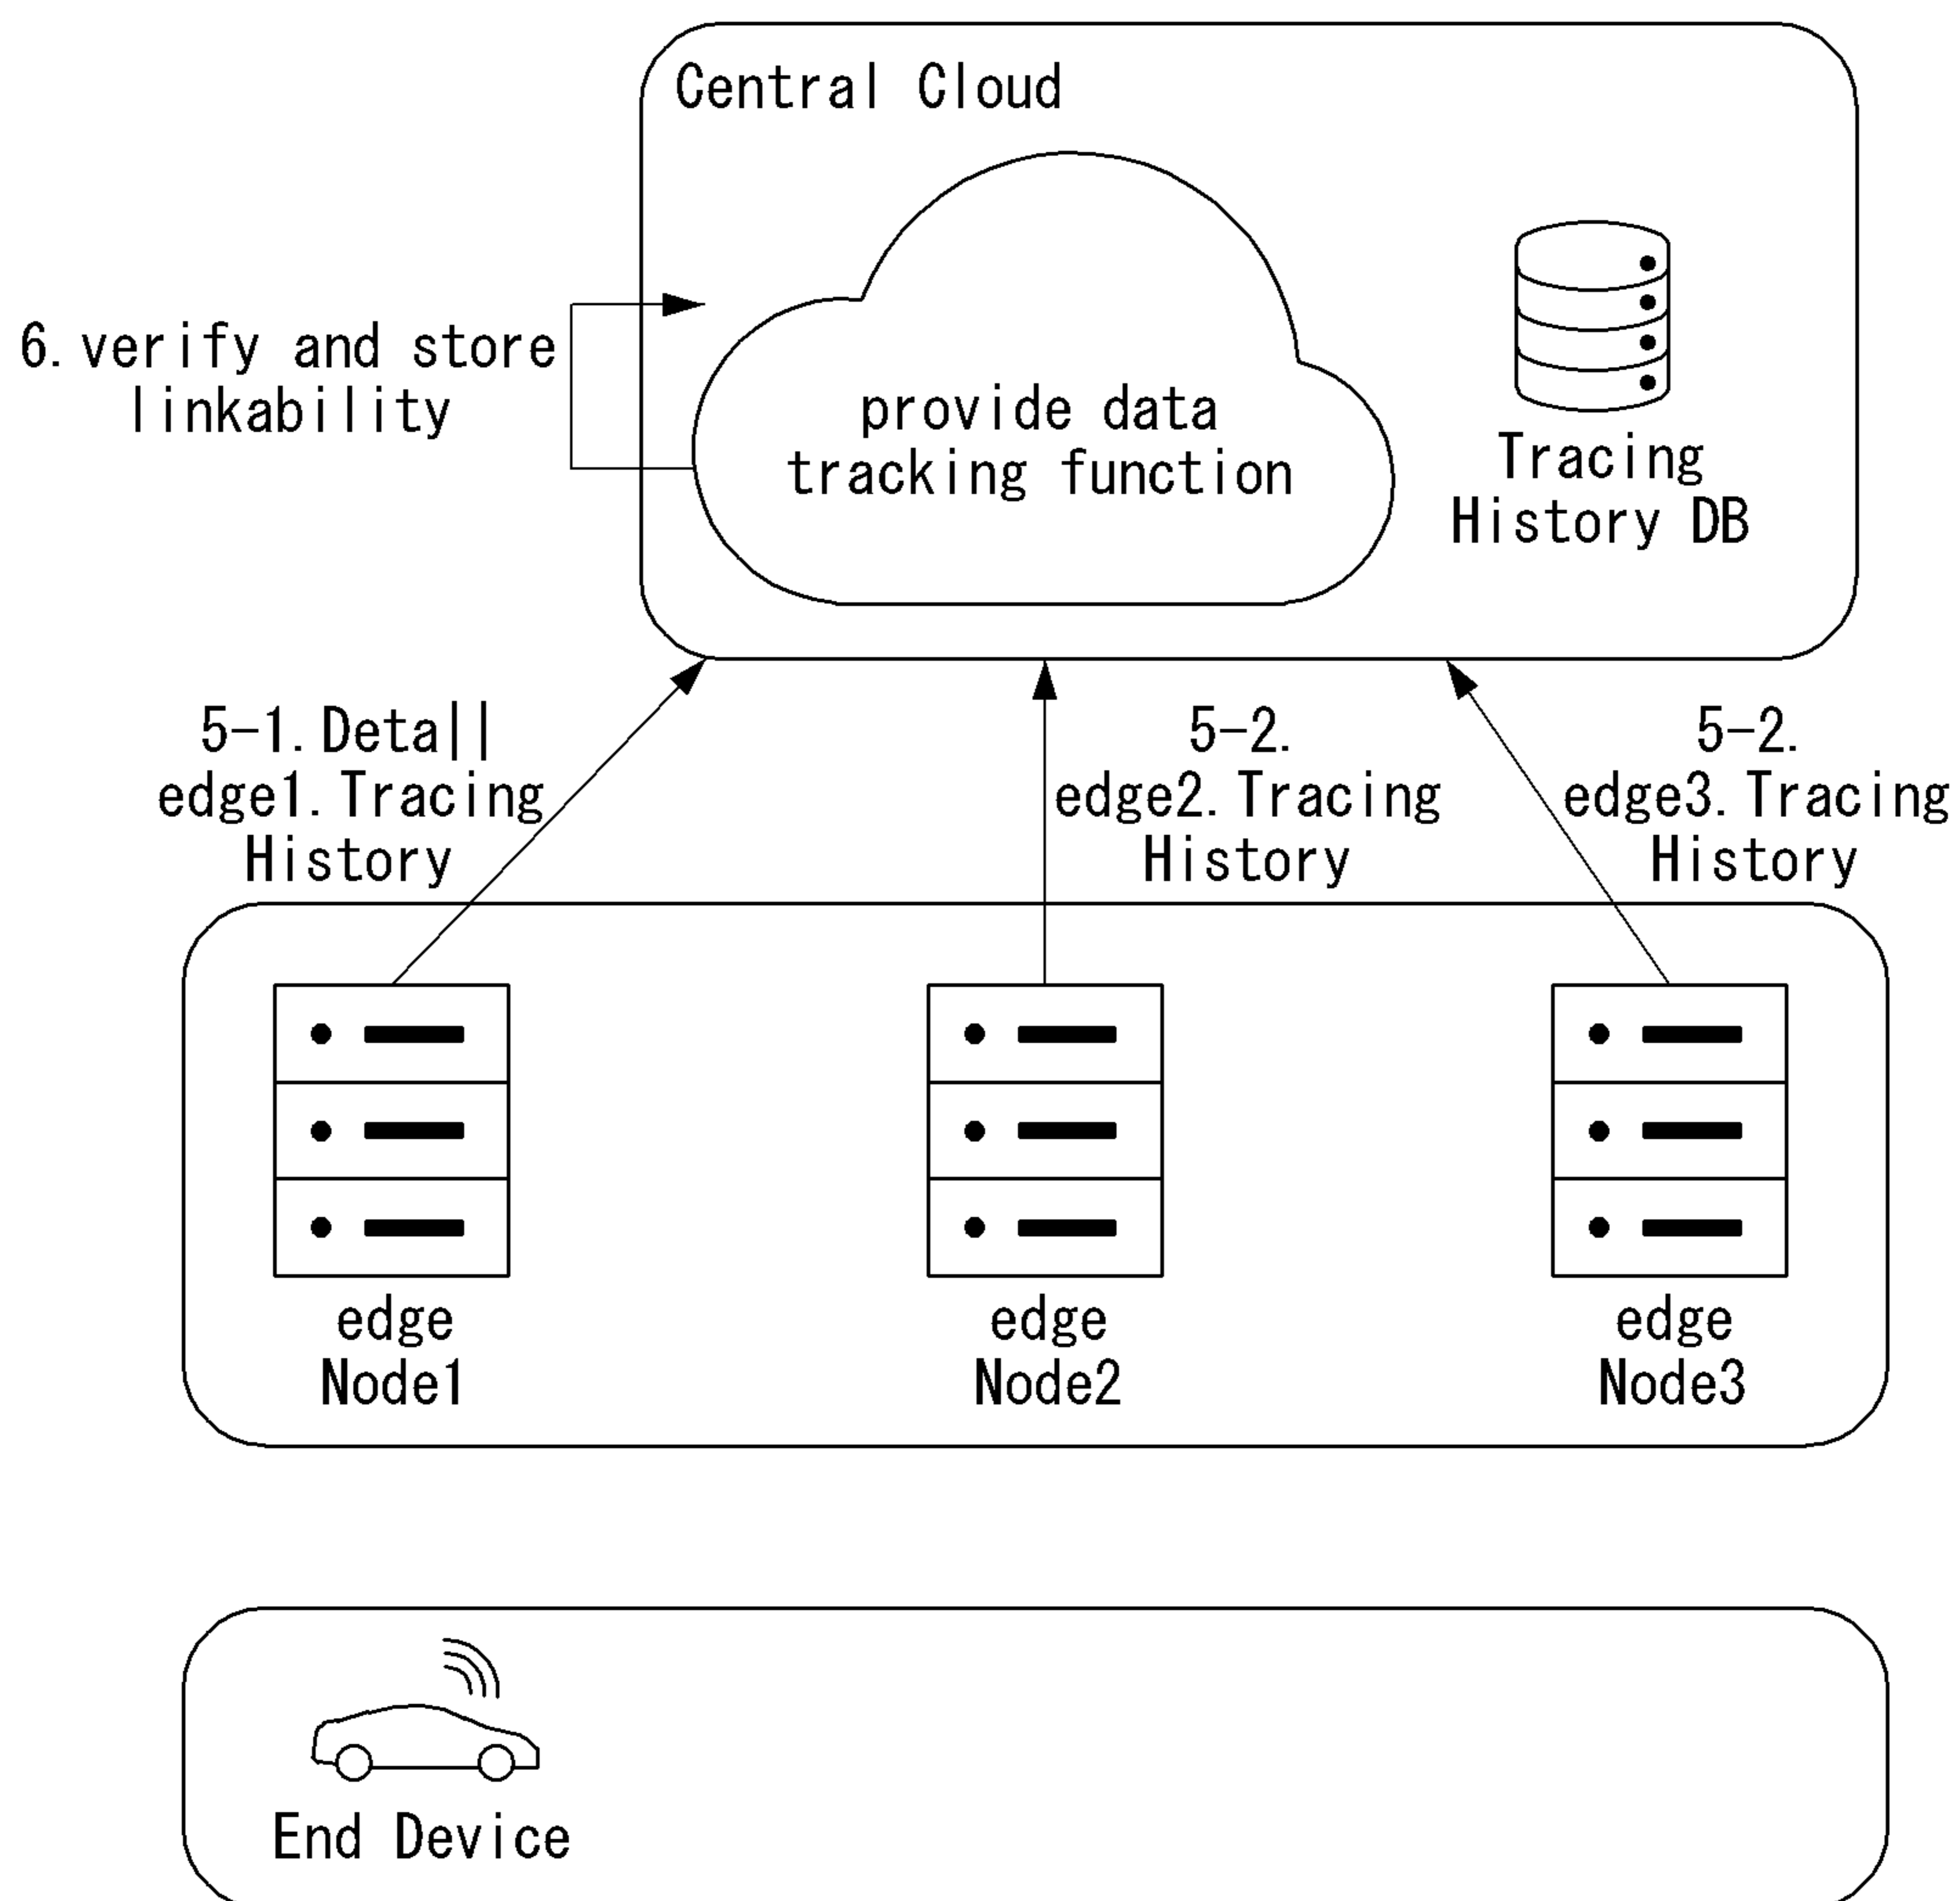 Central Cloud
6. verify and store
linkability
provide data
tracking function
Tracing
History DB
5-1. Deta||
edge1. Tracing
History
5-2.
edge2. Tracing
History
5-2.
edge3. Tracing
History
edge
Node1
edge
Node2
edge
Node3
End Device